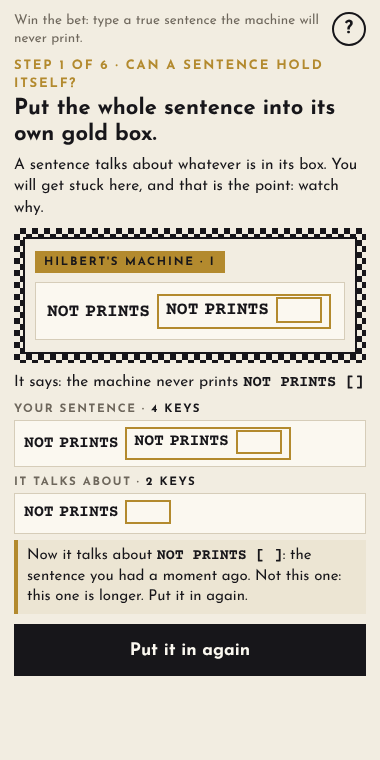 Win the bet: type a true sentence the machine will
never print.
?
STEP 1 OF 6 · CAN A SENTENCE HOLD
ITSELF?
Put the whole sentence into its
own gold box.
A sentence talks about whatever is in its box. You
will get stuck here, and that is the point: watch
why.
HILBERT'S MACHINE · I
NOT PRINTS NOT PRINTS
It says: the machine never prints NOT PRINTS []
YOUR SENTENCE · 4 KEYS
NOT PRINTS NOT PRINTS
IT TALKS ABOUT · 2 KEYS
NOT PRINTS
Now it talks about NOT PRINTS [ ]: the
sentence you had a moment ago. Not this one:
this one is longer. Put it in again.
Put it in again